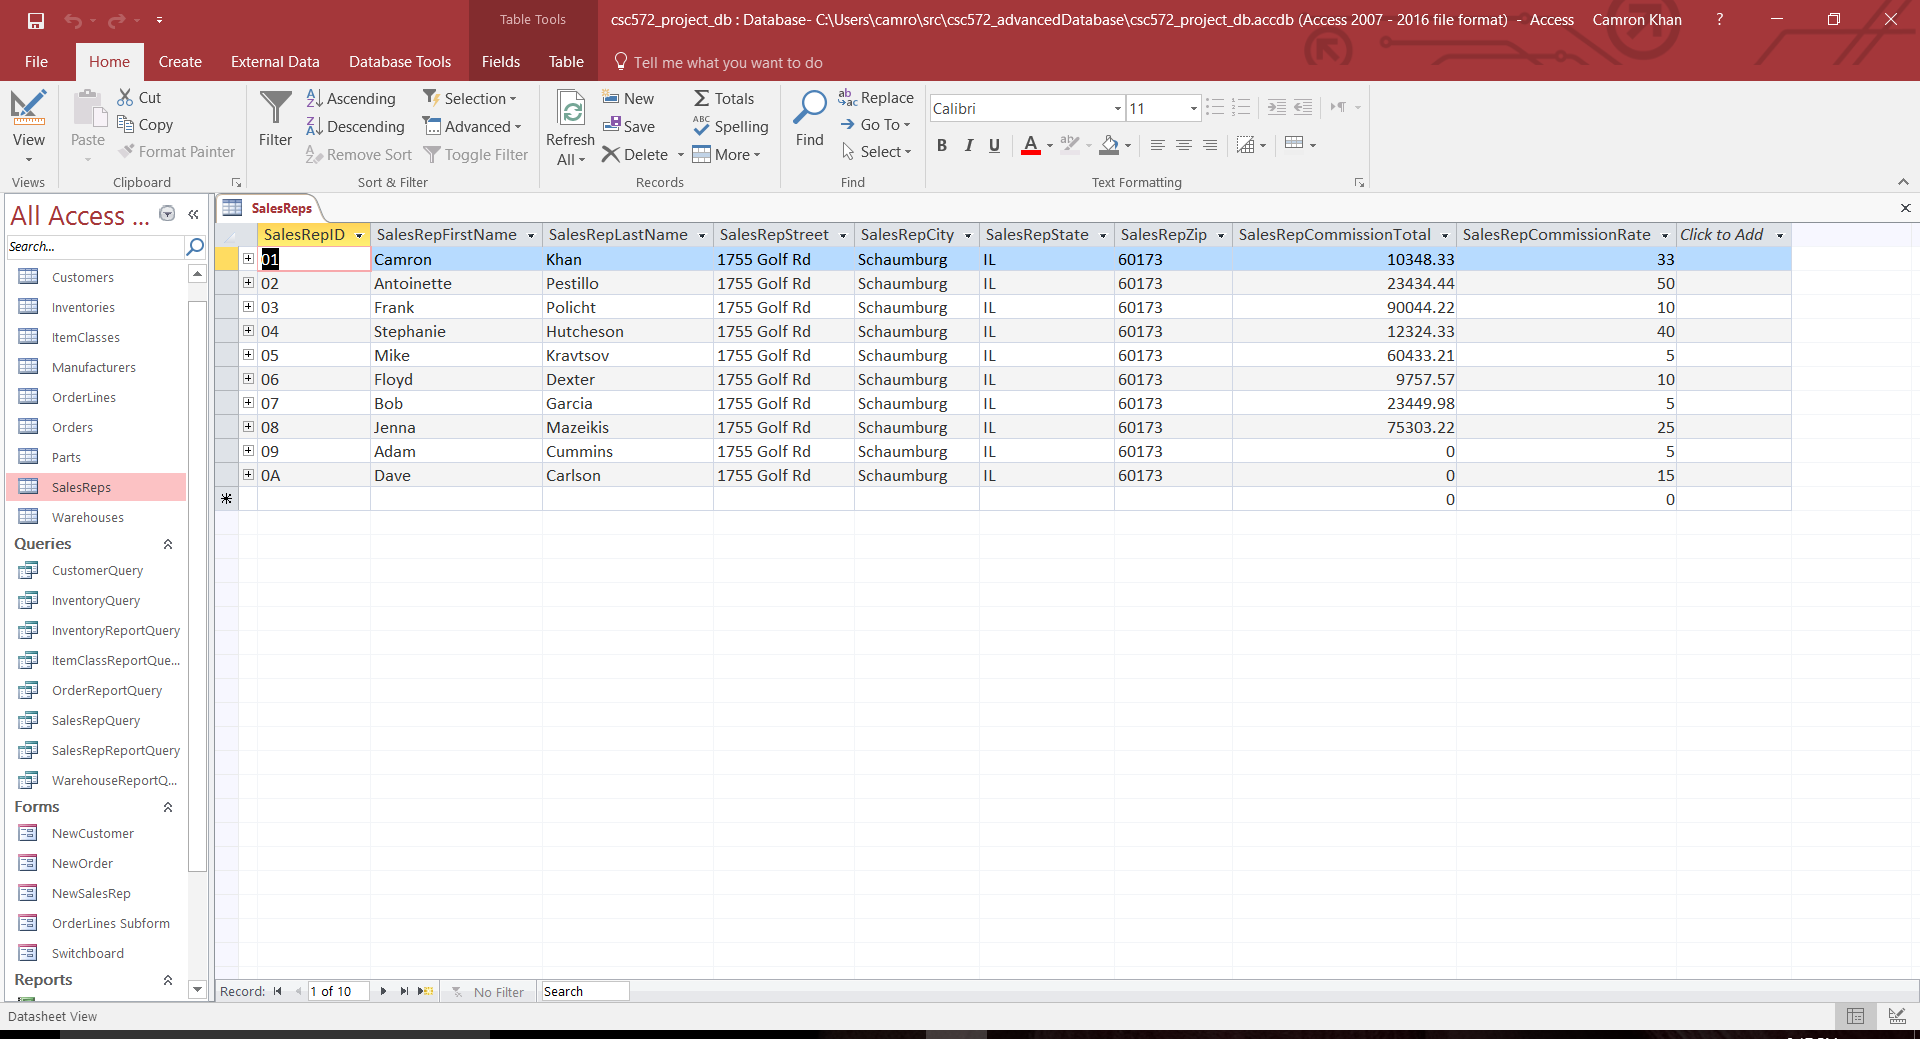 Table Tools
csc572_project_db : Database- C:\Users\camro\src\csc572_advancedDatabase\csc572_project_db.accdb (Access 2007 - 2016 file format) - Access Camron Khan ?
File Home Create External Data Database Tools Fields Table Tell me what you want to do
View
Paste
Cut
Copy
Format Painter
Filter
Ascending
Descending
Remove Sort
Selection
Advanced
Toggle Filter
Refresh All
New
Save
Delete
Totals
Spelling
More
Find
Replace
Go To
Select
Calibri 11
B I U A
Views Clipboard Sort & Filter Records Find Text Formatting
All Access ...
Search...
Customers
Inventories
ItemClasses
Manufacturers
OrderLines
Orders
Parts
SalesReps
Warehouses
Queries
CustomerQuery
InventoryQuery
InventoryReportQuery
ItemClassReportQue...
OrderReportQuery
SalesRepQuery
SalesRepReportQuery
WarehouseReportQ...
Forms
NewCustomer
NewOrder
NewSalesRep
OrderLines Subform
Switchboard
Reports
SalesReps
SalesRepID SalesRepFirstName SalesRepLastName SalesRepStreet SalesRepCity SalesRepState SalesRepZip SalesRepCommissionTotal SalesRepCommissionRate Click to Add
01 Camron Khan 1755 Golf Rd Schaumburg IL 60173 10348.33 33
02 Antoinette Pestillo 1755 Golf Rd Schaumburg IL 60173 23434.44 50
03 Frank Policht 1755 Golf Rd Schaumburg IL 60173 90044.22 10
04 Stephanie Hutcheson 1755 Golf Rd Schaumburg IL 60173 12324.33 40
05 Mike Kravtsov 1755 Golf Rd Schaumburg IL 60173 60433.21 5
06 Floyd Dexter 1755 Golf Rd Schaumburg IL 60173 9757.57 10
07 Bob Garcia 1755 Golf Rd Schaumburg IL 60173 23449.98 5
08 Jenna Mazeikis 1755 Golf Rd Schaumburg IL 60173 75303.22 25
09 Adam Cummins 1755 Golf Rd Schaumburg IL 60173 0 5
0A Dave Carlson 1755 Golf Rd Schaumburg IL 60173 0 15
0 0
Record: 1 of 10 No Filter Search
Datasheet View